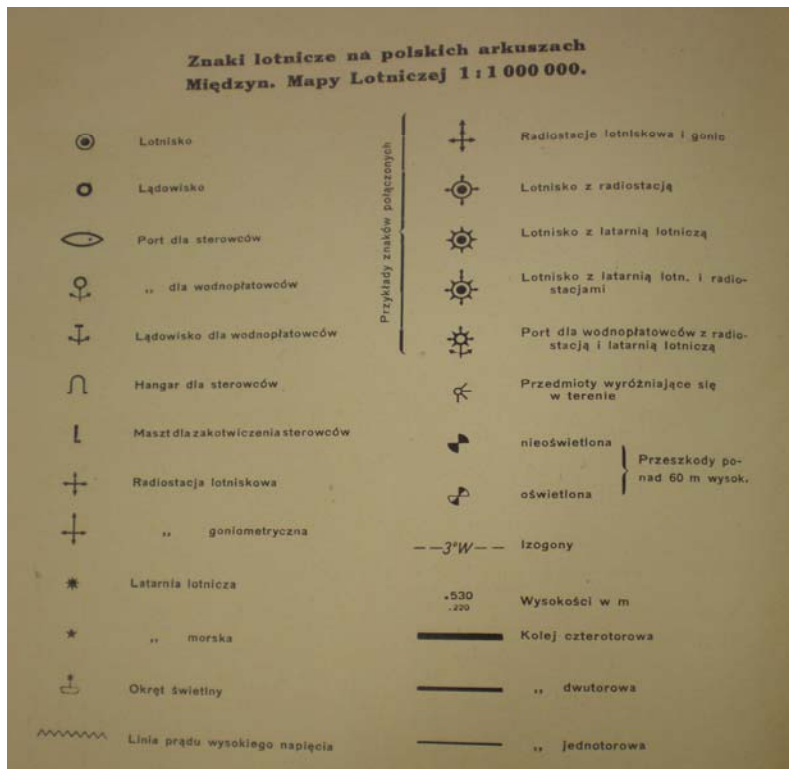 Znaki lotnicze na polskich arkuszach
Międzyn. Mapy Lotniczej 1:1 000 000.
Lotnisko
Lądowisko
Port dla sterowców
„ dla wodnopłatowców
Lądowisko dla wodnopłatowców
Hangar dla sterowców
Maszt dla zakotwiczenia sterowców
Radiostacja lotniskowa
„ goniometryczna
Latarnia lotnicza
„ morska
Okręt świetlny
Linia prądu wysokiego napięcia
Przykłady znaków połączonych
Radiostacje lotniskowa i gonio
Lotnisko z radiostacją
Lotnisko z latarnią lotniczą
Lotnisko z latarnią lotn. i radio-
stacjami
Port dla wodnopłatowców z radio-
stacją i latarnią lotniczą
Przedmioty wyróżniające się
w terenie
nieoświetlona
oświetlona
Przeszkody po-
nad 60 m wysok.
3°W
Izogony
.530
.220
Wysokości w m
Kolej czterotorowa
„ dwutorowa
„ jednotorowa